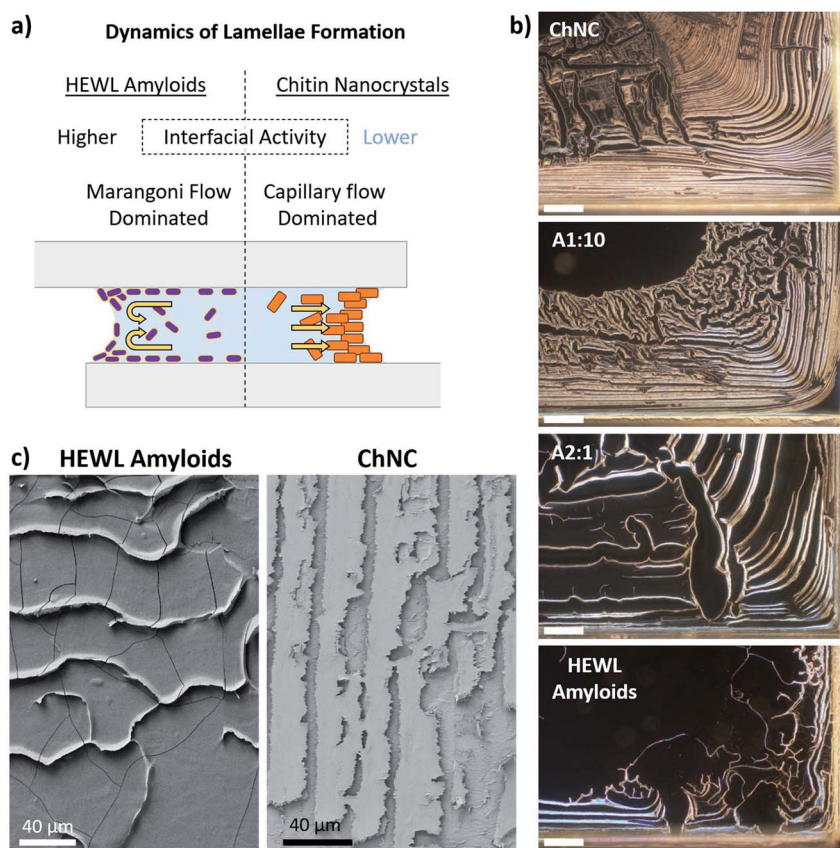 a)
Dynamics of Lamellae Formation
HEWL Amyloids
Chitin Nanocrystals
Higher
Interfacial Activity
Lower
Marangoni Flow
Dominated
Capillary flow
Dominated
b)
ChNC
A1:10
A2:1
HEWL
Amyloids
c)
HEWL Amyloids
ChNC
40 µm
40 µm